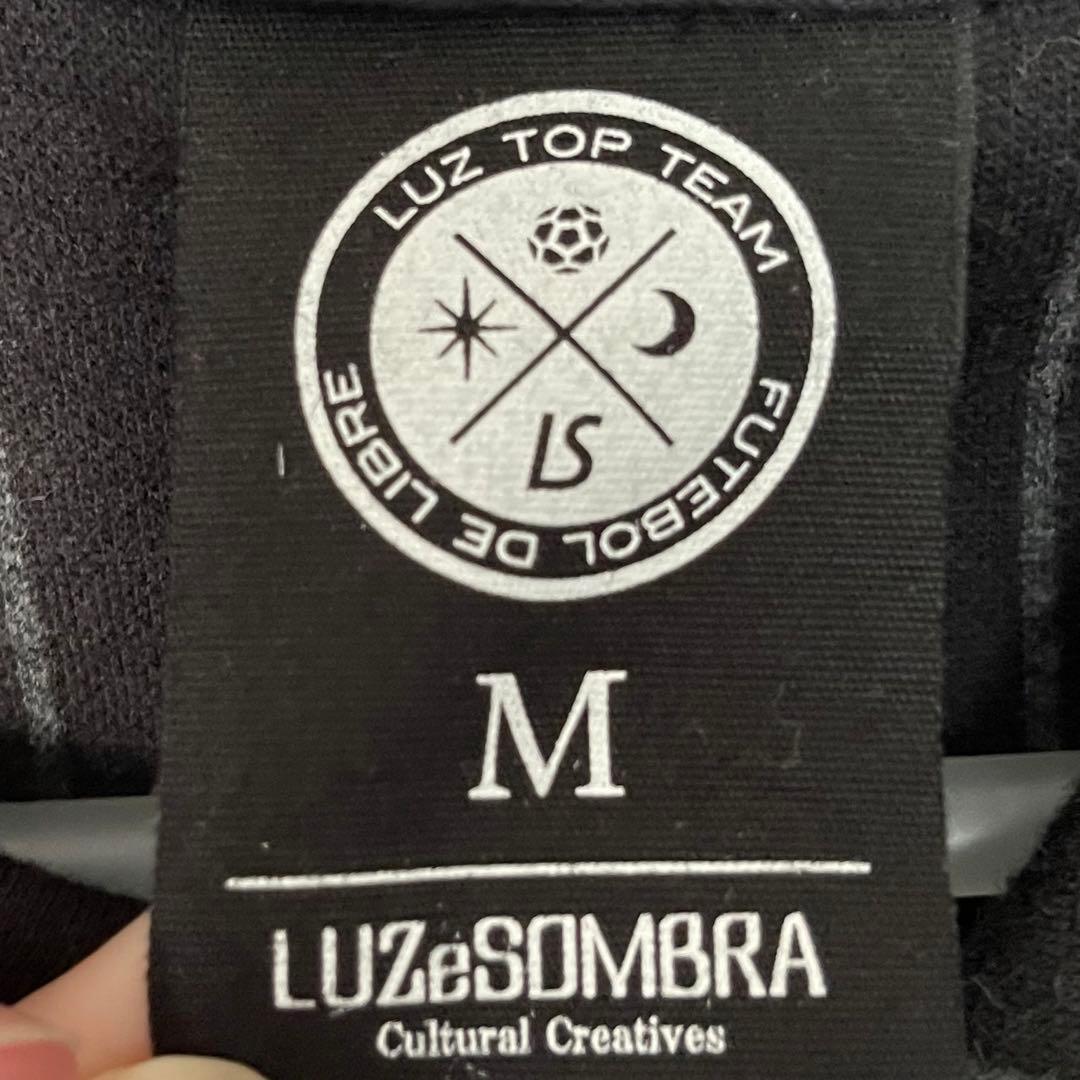 LUZ TOP TEAM
FUTEBOL DE LIBRE
LS
M
LUZeSOMBRA
Cultural Creatives